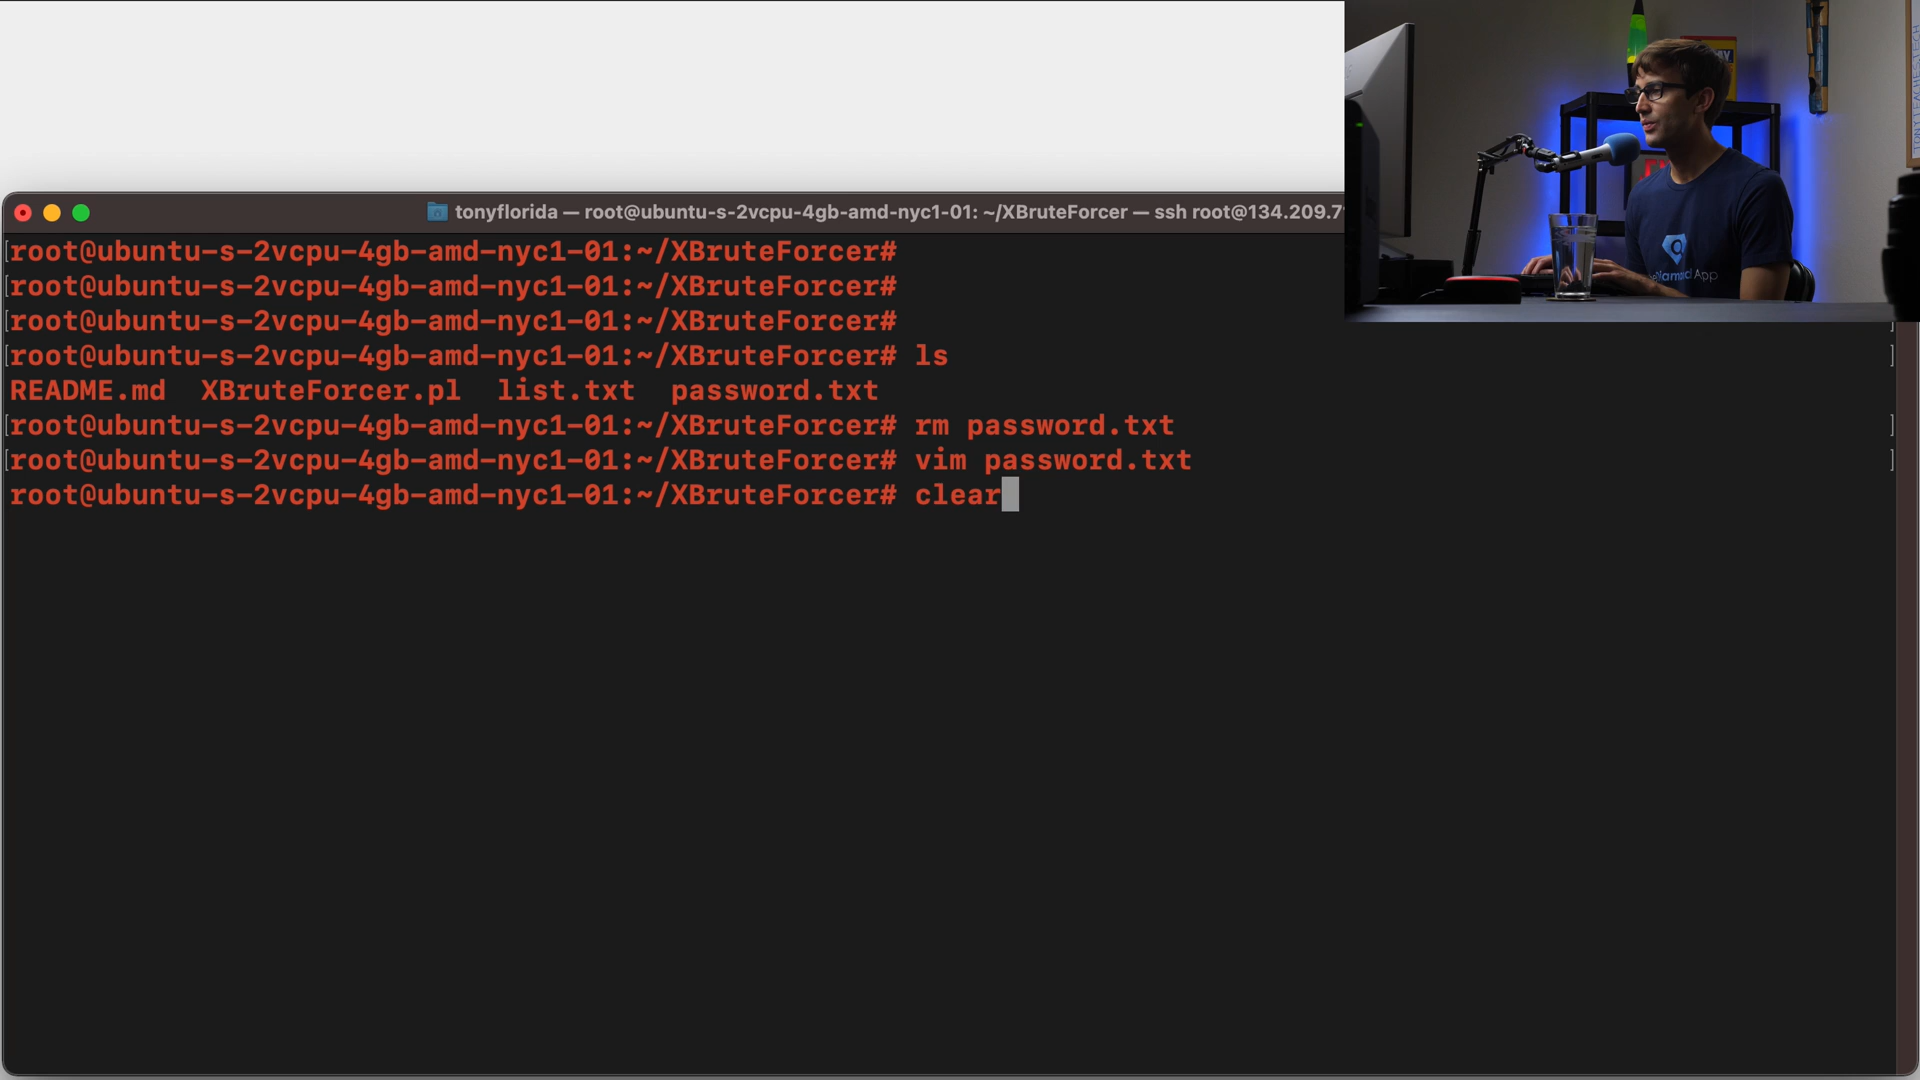 tonyflorida — root@ubuntu-s-2vcpu-4gb-amd-nyc1-01: ~/XBruteForcer — ssh root@134.209.7
root@ubuntu-s-2vcpu-4gb-amd-nyc1-01:~/XBruteForcer#
root@ubuntu-s-2vcpu-4gb-amd-nyc1-01:~/XBruteForcer#
root@ubuntu-s-2vcpu-4gb-amd-nyc1-01:~/XBruteForcer#
root@ubuntu-s-2vcpu-4gb-amd-nyc1-01:~/XBruteForcer# ls
README.md XBruteForcer.pl list.txt password.txt
root@ubuntu-s-2vcpu-4gb-amd-nyc1-01:~/XBruteForcer# rm password.txt
root@ubuntu-s-2vcpu-4gb-amd-nyc1-01:~/XBruteForcer# vim password.txt
root@ubuntu-s-2vcpu-4gb-amd-nyc1-01:~/XBruteForcer# clear
App